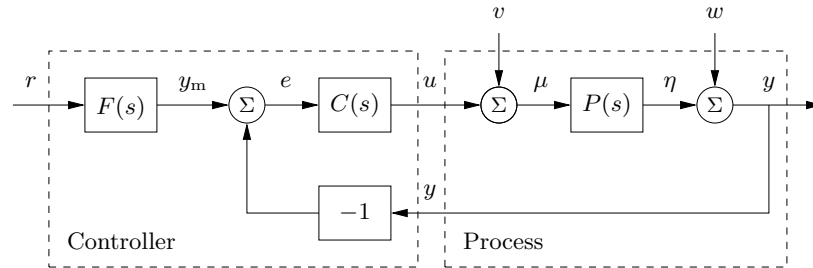 v
w
r
F(s)
y_m
Σ
e
C(s)
u
Σ
μ
P(s)
η
Σ
y
−1
y
Controller
Process